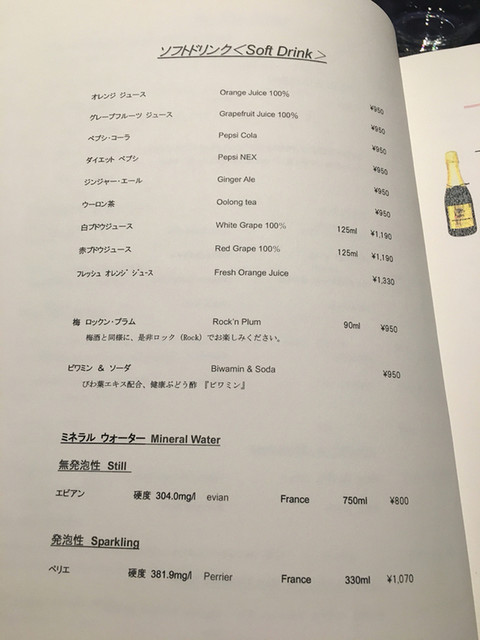 ソフトドリンク＜Soft Drink＞
オレンジ ジュース Orange Juice 100% ¥950
グレープフルーツ ジュース Grapefruit Juice 100% ¥950
ペプシ・コーラ Pepsi Cola ¥950
ダイエット ペプシ Pepsi NEX ¥950
ジンジャー・エール Ginger Ale ¥950
ウーロン茶 Oolong tea ¥950
白ブドウジュース White Grape 100% 125ml ¥1,190
赤ブドウジュース Red Grape 100% 125ml ¥1,190
フレッシュ オレンジ ジュース Fresh Orange Juice ¥1,330
梅 ロックン・プラム Rock'n Plum 90ml ¥950
梅酒と同様に、是非ロック（Rock）でお楽しみください。
ビワミン ＆ ソーダ Biwamin & Soda ¥950
びわ葉エキス配合、健康ぶどう酢 『ビワミン』
ミネラル ウォーター Mineral Water
無発泡性 Still
エビアン 硬度 304.0mg/l evian France 750ml ¥800
発泡性 Sparkling
ペリエ 硬度 381.9mg/l Perrier France 330ml ¥1,070